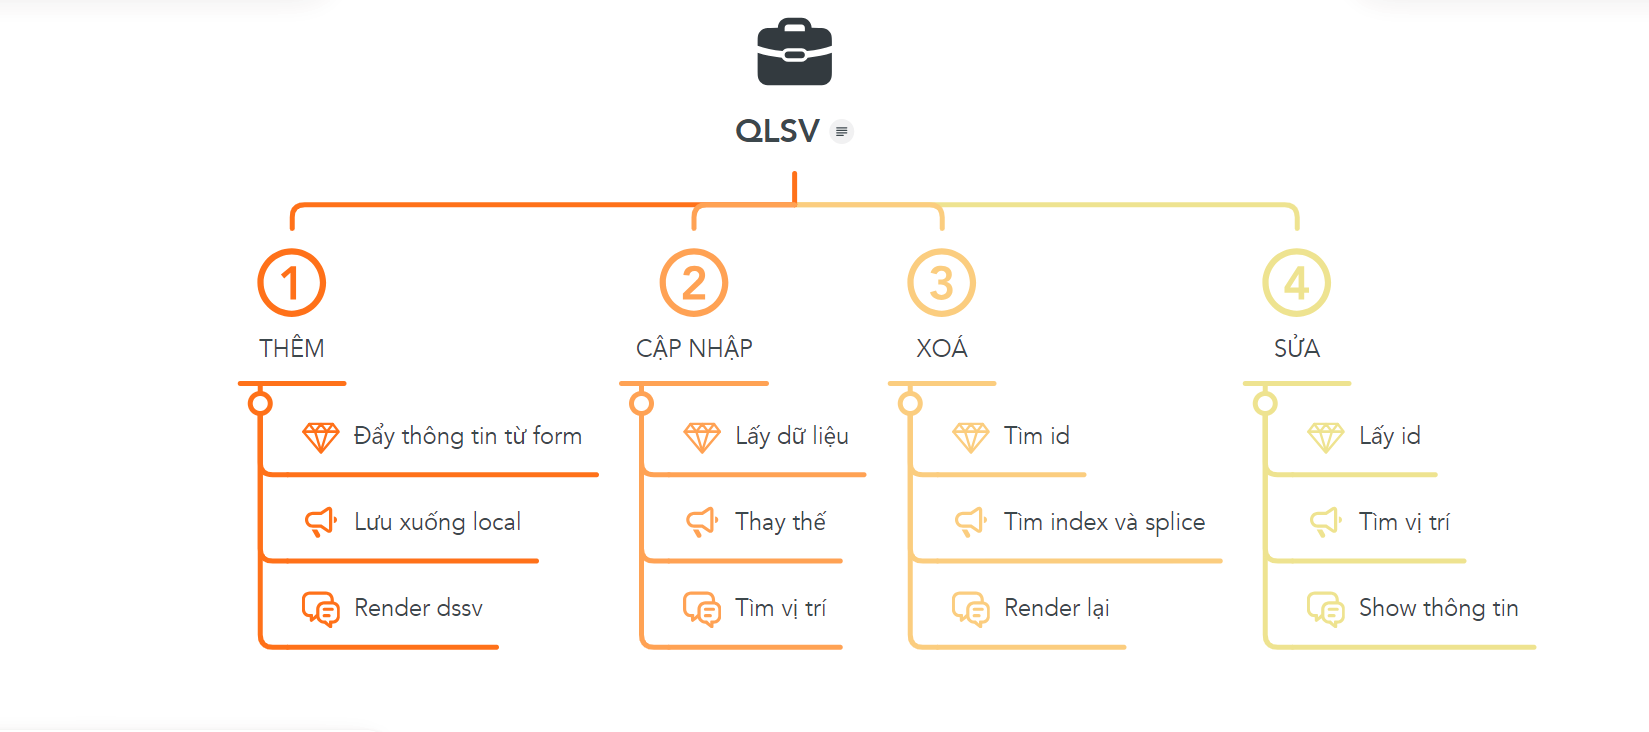 QLSV
1
THÊM
Đẩy thông tin từ form
Lưu xuống local
Render dssv
2
CẬP NHẬP
Lấy dữ liệu
Thay thế
Tìm vị trí
3
XOÁ
Tìm id
Tìm index và splice
Render lại
4
SỬA
Lấy id
Tìm vị trí
Show thông tin